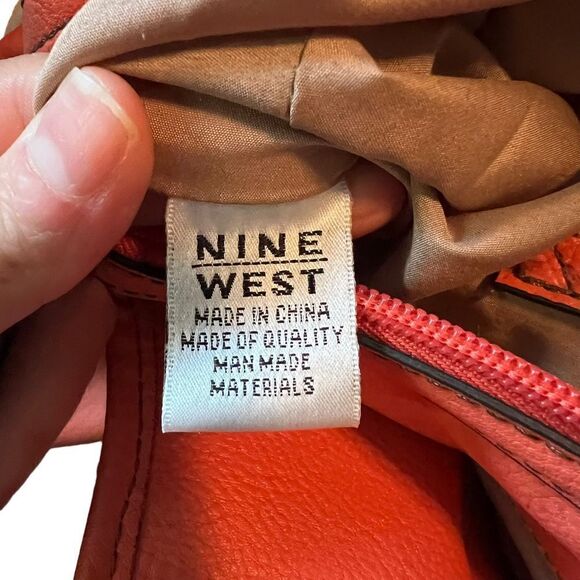 NINE
WEST
MADE IN CHINA
MADE OF QUALITY
MAN MADE
MATERIALS